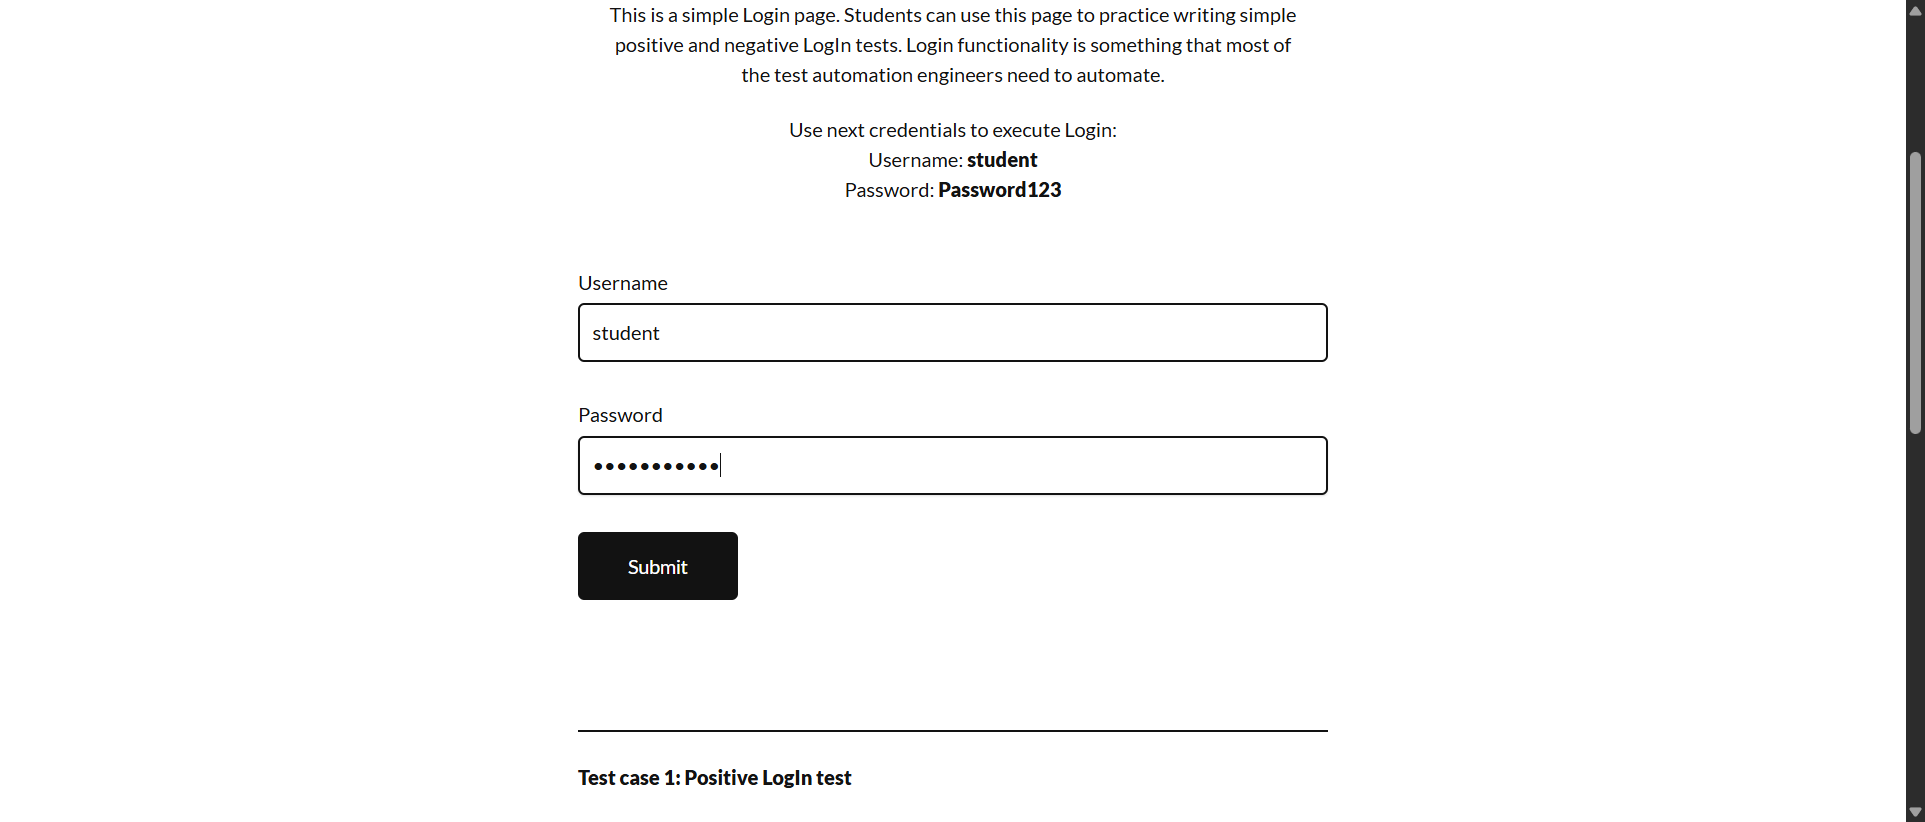 This is a simple Login page. Students can use this page to practice writing simple
positive and negative LogIn tests. Login functionality is something that most of
the test automation engineers need to automate.
Use next credentials to execute Login:
Username: student
Password: Password123
Username
student
Password
•••••••••••
Submit
Test case 1: Positive LogIn test